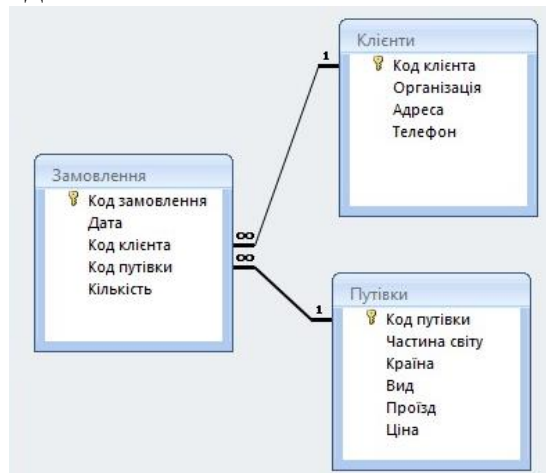 Клієнти
Код клієнта
Організація
Адреса
Телефон
1
Замовлення
Код замовлення
Дата
Код клієнта
Код путівки
Кількість
∞
∞
1
Путівки
Код путівки
Частина світу
Країна
Вид
Проїзд
Ціна